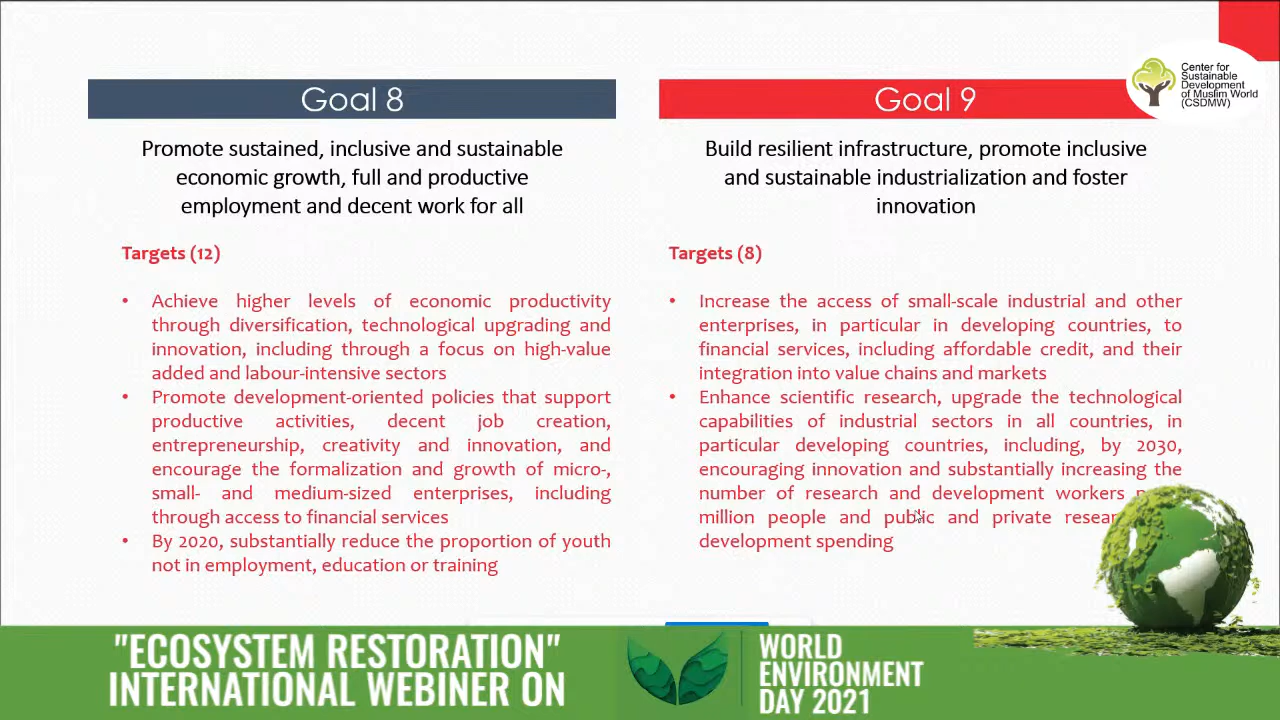 Goal 8
Promote sustained, inclusive and sustainable
economic growth, full and productive
employment and decent work for all
Targets (12)
• Achieve higher levels of economic productivity
through diversification, technological upgrading and
innovation, including through a focus on high-value
added and labour-intensive sectors
• Promote development-oriented policies that support
productive activities, decent job creation,
entrepreneurship, creativity and innovation, and
encourage the formalization and growth of micro-,
small- and medium-sized enterprises, including
through access to financial services
• By 2020, substantially reduce the proportion of youth
not in employment, education or training
Goal 9
Build resilient infrastructure, promote inclusive
and sustainable industrialization and foster
innovation
Targets (8)
• Increase the access of small-scale industrial and other
enterprises, in particular in developing countries, to
financial services, including affordable credit, and their
integration into value chains and markets
• Enhance scientific research, upgrade the technological
capabilities of industrial sectors in all countries, in
particular developing countries, including, by 2030,
encouraging innovation and substantially increasing the
number of research and development workers
million people and public and private
development spending
Center for
Sustainable
Development
of Muslim World
(CSDMW)
"ECOSYSTEM RESTORATION"
INTERNATIONAL WEBINER ON
WORLD
ENVIRONMENT
DAY 2021